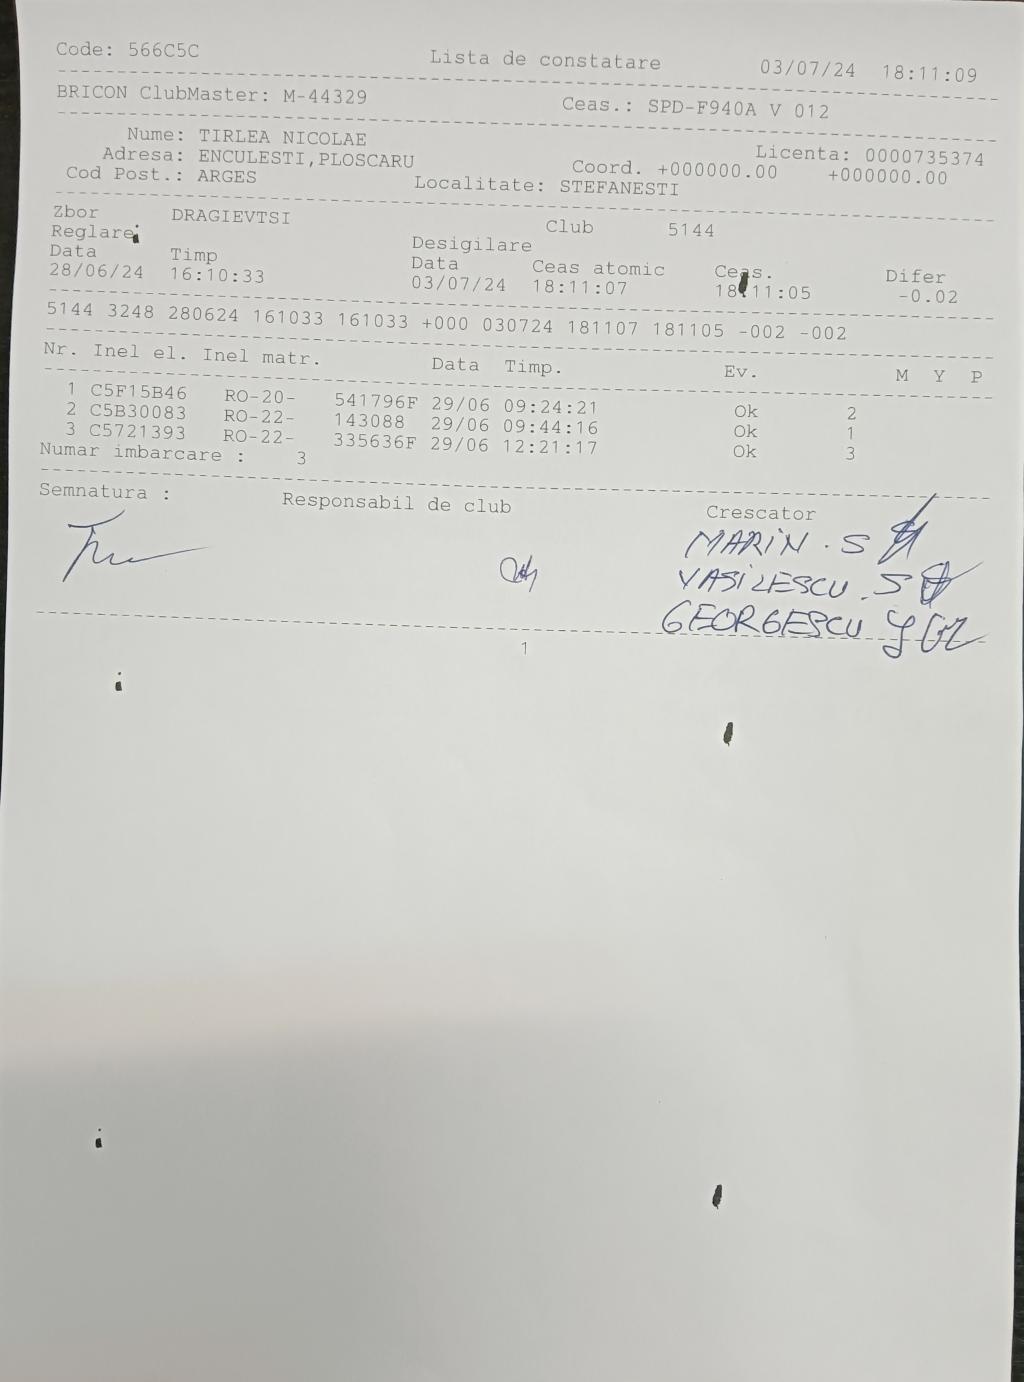 Code: 566C5C Lista de constatare 03/07/24 18:11:09
BRICON ClubMaster: M-44329 Ceas.: SPD-F940A V 012
Nume: TIRLEA NICOLAE Licenta: 0000735374
Adresa: ENCULESTI,PLOSCARU Coord. +000000.00 +000000.00
Cod Post.: ARGES Localitate: STEFANESTI
Zbor DRAGIEVTSI Club 5144
Reglare Desigilare
Data Timp Data Ceas atomic Ceas. Difer
28/06/24 16:10:33 03/07/24 18:11:07 18:11:05 -0.02
5144 3248 280624 161033 161033 +000 030724 181107 181105 -002 -002
Nr. Inel el. Inel matr. Data Timp. Ev. M Y P
1 C5F15B46 RO-20- 541796F 29/06 09:24:21 Ok 2
2 C5B30083 RO-22- 143088 29/06 09:44:16 Ok 1
3 C5721393 RO-22- 335636F 29/06 12:21:17 Ok 3
Numar imbarcare : 3
Semnatura : Responsabil de club Crescator
MARIN . S
VASILESCU . S
GEORGESCU
1